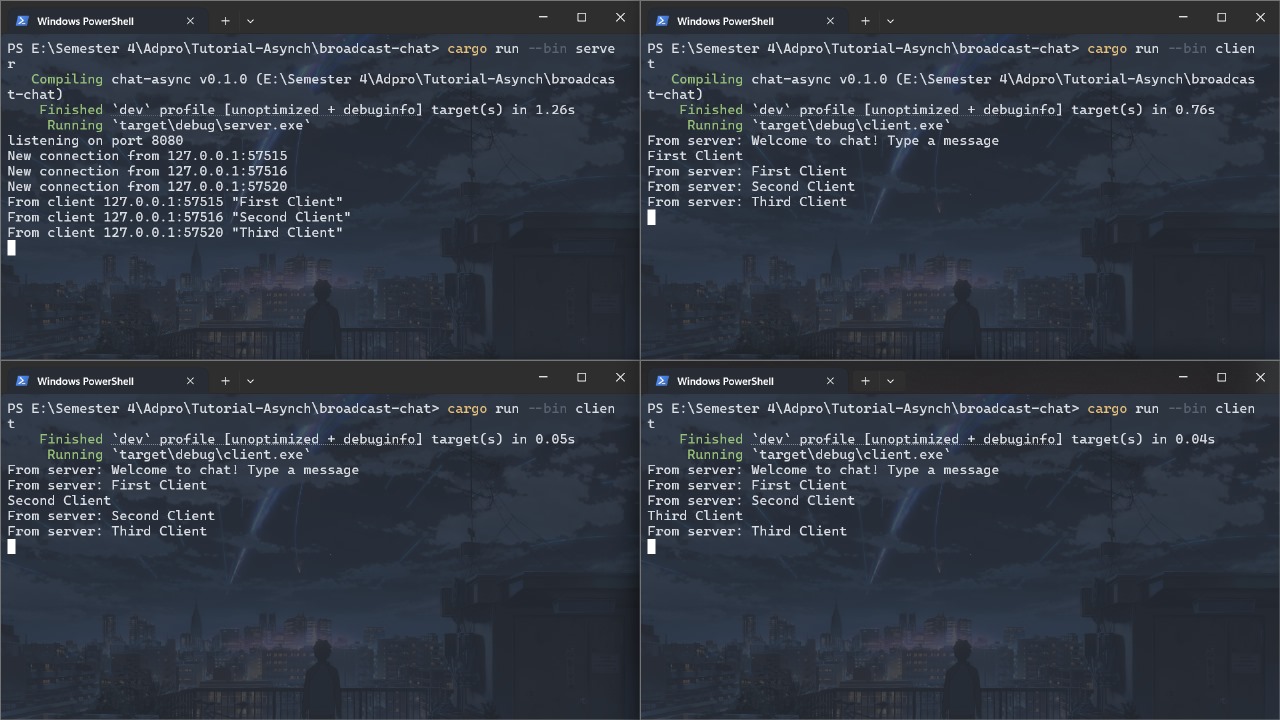 Windows PowerShell
PS E:\Semester 4\Adpro\Tutorial-Asynch\broadcast-chat> cargo run --bin serve
r
   Compiling chat-async v0.1.0 (E:\Semester 4\Adpro\Tutorial-Asynch\broadcas
t-chat)
    Finished `dev` profile [unoptimized + debuginfo] target(s) in 1.26s
     Running `target\debug\server.exe`
listening on port 8080
New connection from 127.0.0.1:57515
New connection from 127.0.0.1:57516
New connection from 127.0.0.1:57520
From client 127.0.0.1:57515 "First Client"
From client 127.0.0.1:57516 "Second Client"
From client 127.0.0.1:57520 "Third Client"
Windows PowerShell
PS E:\Semester 4\Adpro\Tutorial-Asynch\broadcast-chat> cargo run --bin clien
t
   Compiling chat-async v0.1.0 (E:\Semester 4\Adpro\Tutorial-Asynch\broadcas
t-chat)
    Finished `dev` profile [unoptimized + debuginfo] target(s) in 0.76s
     Running `target\debug\client.exe`
From server: Welcome to chat! Type a message
First Client
From server: First Client
From server: Second Client
From server: Third Client
Windows PowerShell
PS E:\Semester 4\Adpro\Tutorial-Asynch\broadcast-chat> cargo run --bin clien
t
    Finished `dev` profile [unoptimized + debuginfo] target(s) in 0.05s
     Running `target\debug\client.exe`
From server: Welcome to chat! Type a message
From server: First Client
Second Client
From server: Second Client
From server: Third Client
Windows PowerShell
PS E:\Semester 4\Adpro\Tutorial-Asynch\broadcast-chat> cargo run --bin clien
t
    Finished `dev` profile [unoptimized + debuginfo] target(s) in 0.04s
     Running `target\debug\client.exe`
From server: Welcome to chat! Type a message
From server: First Client
From server: Second Client
Third Client
From server: Third Client